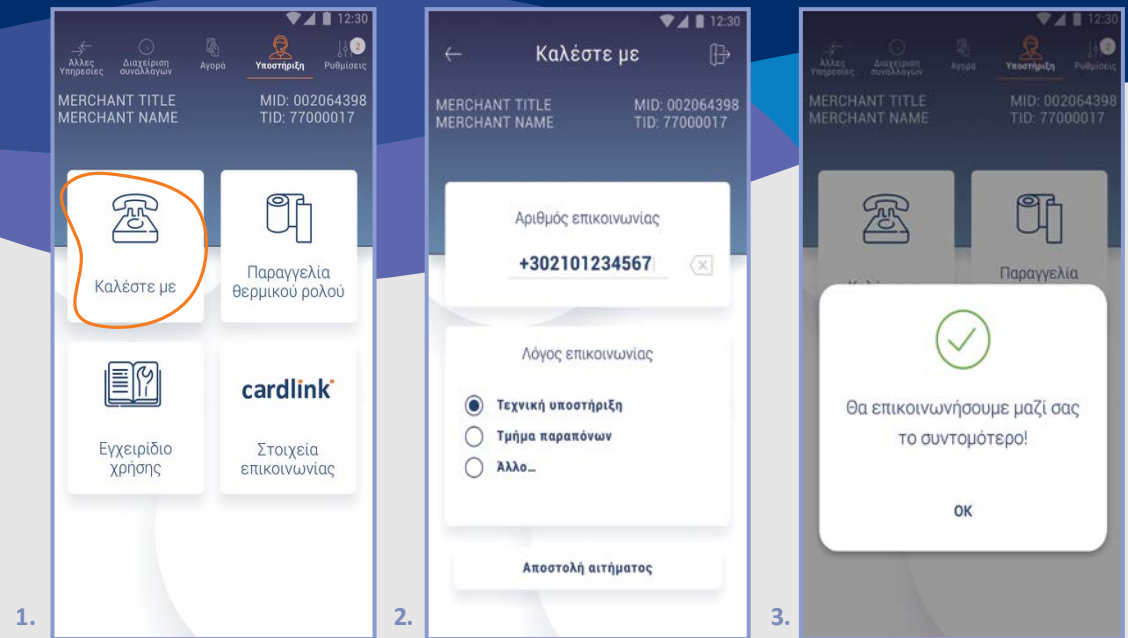 12:30
2
Άλλες Υπηρεσίες
Διαχείριση συναλλαγών
Αγορά
Υποστήριξη
Ρυθμίσεις
MERCHANT TITLE
MID: 002064398
MERCHANT NAME
TID: 77000017
Καλέστε με
Παραγγελία
θερμικού ρολού
Εγχειρίδιο
χρήσης
cardlink
Στοιχεία
επικοινωνίας
1.
12:30
Καλέστε με
MERCHANT TITLE
MID: 002064398
MERCHANT NAME
TID: 77000017
Αριθμός επικοινωνίας
+302101234567
Λόγος επικοινωνίας
Τεχνική υποστήριξη
Τμήμα παραπόνων
Άλλο...
Αποστολή αιτήματος
2.
12:30
2
Άλλες Υπηρεσίες
Διαχείριση συναλλαγών
Αγορά
Υποστήριξη
Ρυθμίσεις
MERCHANT TITLE
MID: 002064398
MERCHANT NAME
TID: 77000017
Παραγγελία
Θα επικοινωνήσουμε μαζί σας
το συντομότερο!
OK
3.